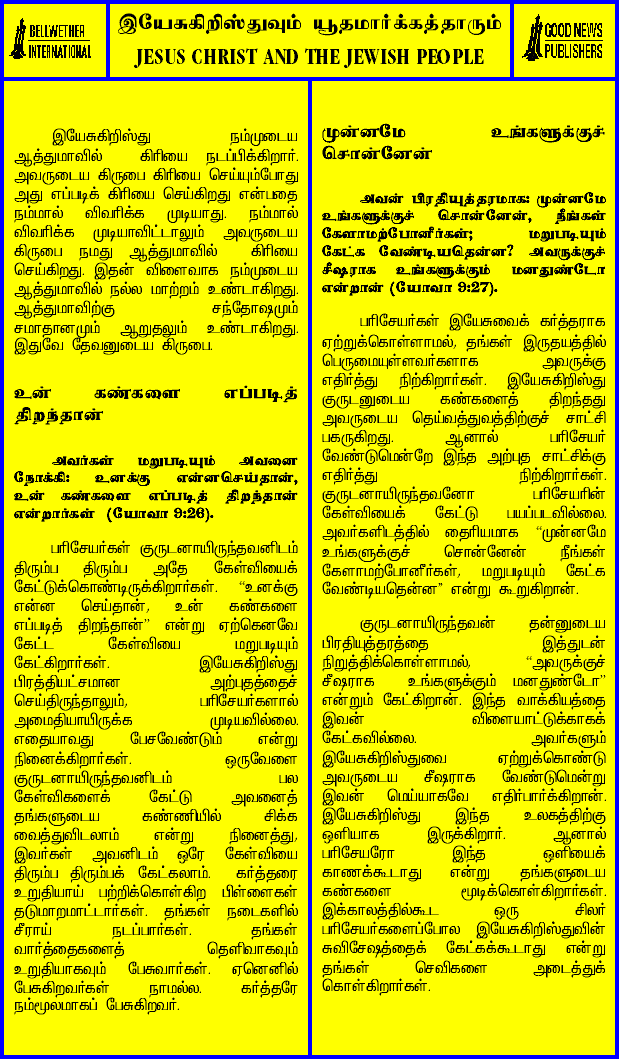 BELLWETHER
INTERNATIONAL
இயேசுகிறிஸ்துவும் யூதமார்க்கத்தாரும்
JESUS CHRIST AND THE JEWISH PEOPLE
GOOD NEWS
PUBLISHERS
இயேசுகிறிஸ்து நம்முடைய
ஆத்துமாவில் கிரியை நடப்பிக்கிறார்.
அவருடைய கிருபை கிரியை செய்யும்போது
அது எப்படிக் கிரியை செய்கிறது என்பதை
நம்மால் விவரிக்க முடியாது. நம்மால்
விவரிக்க முடியாவிட்டாலும் அவருடைய
கிருபை நமது ஆத்துமாவில் கிரியை
செய்கிறது. இதன் விளைவாக நம்முடைய
ஆத்துமாவில் நல்ல மாற்றம் உண்டாகிறது.
ஆத்துமாவிற்கு சந்தோஷமும்
சமாதானமும் ஆறுதலும் உண்டாகிறது.
இதுவே தேவனுடைய கிருபை.
உன் கண்களை எப்படித்
திறந்தான்
அவர்கள் மறுபடியும் அவனை
நோக்கி: உனக்கு என்னசெய்தான்,
உன் கண்களை எப்படித் திறந்தான்
என்றார்கள் (யோவா 9:26).
பரிசேயர்கள் குருடனாயிருந்தவனிடம்
திரும்ப திரும்ப அதே கேள்வியைக்
கேட்டுக்கொண்டிருக்கிறார்கள். “உனக்கு
என்ன செய்தான், உன் கண்களை
எப்படித் திறந்தான்” என்று ஏற்கெனவே
கேட்ட கேள்வியை மறுபடியும்
கேட்கிறார்கள். இயேசுகிறிஸ்து
பிரத்தியட்சமான அற்புதத்தைச்
செய்திருந்தாலும், பரிசேயர்களால்
அமைதியாயிருக்க முடியவில்லை.
எதையாவது பேசவேண்டும் என்று
நினைக்கிறார்கள். ஒருவேளை
குருடனாயிருந்தவனிடம் பல
கேள்விகளைக் கேட்டு அவனைத்
தங்களுடைய கண்ணியில் சிக்க
வைத்துவிடலாம் என்று நினைத்து,
இவர்கள் அவனிடம் ஒரே கேள்வியை
திரும்ப திரும்பக் கேட்கலாம். கர்த்தரை
உறுதியாய் பற்றிக்கொள்கிற பிள்ளைகள்
தடுமாறமாட்டார்கள். தங்கள் நடைகளில்
சீராய் நடப்பார்கள். தங்கள்
வார்த்தைகளைத் தெளிவாகவும்
உறுதியாகவும் பேசுவார்கள். ஏனெனில்
பேசுகிறவர்கள் நாமல்ல. கர்த்தரே
நம்மூலமாகப் பேசுகிறவர்.
முன்னமே உங்களுக்குச்
சொன்னேன்
அவன் பிரதியுத்தரமாக: முன்னமே
உங்களுக்குச் சொன்னேன், நீங்கள்
கேளாமற்போனீர்கள்; மறுபடியும்
கேட்க வேண்டியதென்ன? அவருக்குச்
சீஷராக உங்களுக்கும் மனதுண்டோ
என்றான் (யோவா 9:27).
பரிசேயர்கள் இயேசுவைக் கர்த்தராக
ஏற்றுக்கொள்ளாமல், தங்கள் இருதயத்தில்
பெருமையுள்ளவர்களாக அவருக்கு
எதிர்த்து நிற்கிறார்கள். இயேசுகிறிஸ்து
குருடனுடைய கண்களைத் திறந்தது
அவருடைய தெய்வத்துவத்திற்குச் சாட்சி
பகருகிறது. ஆனால் பரிசேயர்
வேண்டுமென்றே இந்த அற்புத சாட்சிக்கு
எதிர்த்து நிற்கிறார்கள்.
குருடனாயிருந்தவனோ பரிசேயரின்
கேள்வியைக் கேட்டு பயப்படவில்லை.
அவர்களிடத்தில் தைரியமாக “முன்னமே
உங்களுக்குச் சொன்னேன் நீங்கள்
கேளாமற்போனீர்கள், மறுபடியும் கேட்க
வேண்டியதென்ன” என்று கூறுகிறான்.
குருடனாயிருந்தவன் தன்னுடைய
பிரதியுத்தரத்தை இத்துடன்
நிறுத்திக்கொள்ளாமல், “அவருக்குச்
சீஷராக உங்களுக்கும் மனதுண்டோ”
என்றும் கேட்கிறான். இந்த வாக்கியத்தை
இவன் விளையாட்டுக்காகக்
கேட்கவில்லை. அவர்களும்
இயேசுகிறிஸ்துவை ஏற்றுக்கொண்டு
அவருடைய சீஷராக வேண்டுமென்று
இவன் மெய்யாகவே எதிர்பார்க்கிறான்.
இயேசுகிறிஸ்து இந்த உலகத்திற்கு
ஒளியாக இருக்கிறார். ஆனால்
பரிசேயரோ இந்த ஒளியைக்
காணக்கூடாது என்று தங்களுடைய
கண்களை மூடிக்கொள்கிறார்கள்.
இக்காலத்தில்கூட ஒரு சிலர்
பரிசேயர்களைப்போல இயேசுகிறிஸ்துவின்
சுவிசேஷத்தைக் கேட்கக்கூடாது என்று
தங்கள் செவிகளை அடைத்துக்
கொள்கிறார்கள்.